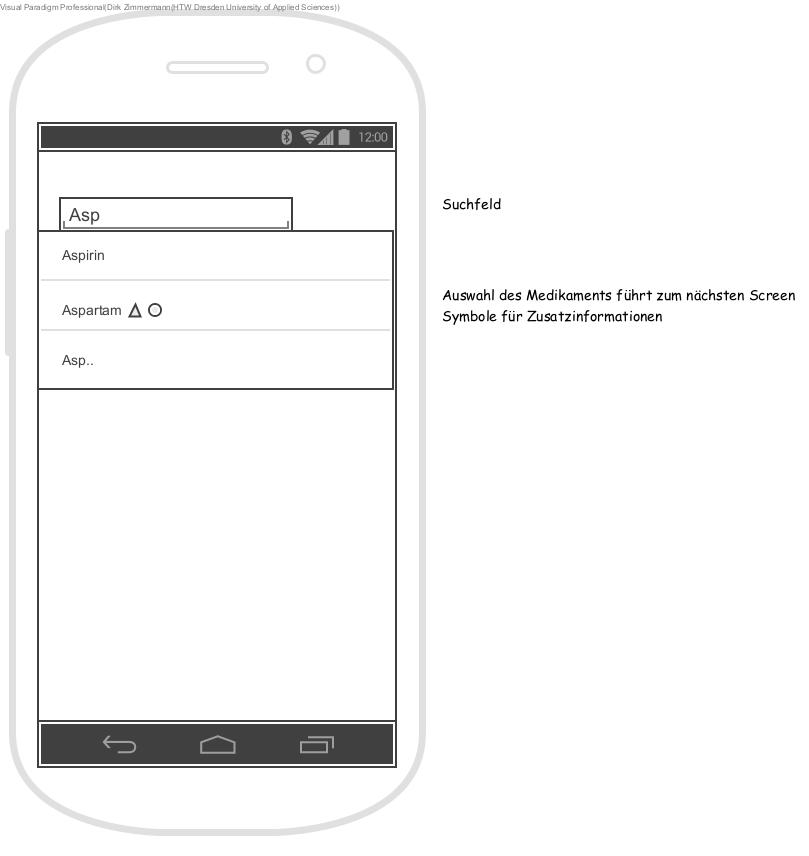 Visual Paradigm Professional(Dirk Zimmermann(HTW Dresden University of Applied Sciences))
12:00
Asp
Suchfeld
Aspirin
Auswahl des Medikaments führt zum nächsten Screen
Aspartam
Symbole für Zusatzinformationen
Asp..